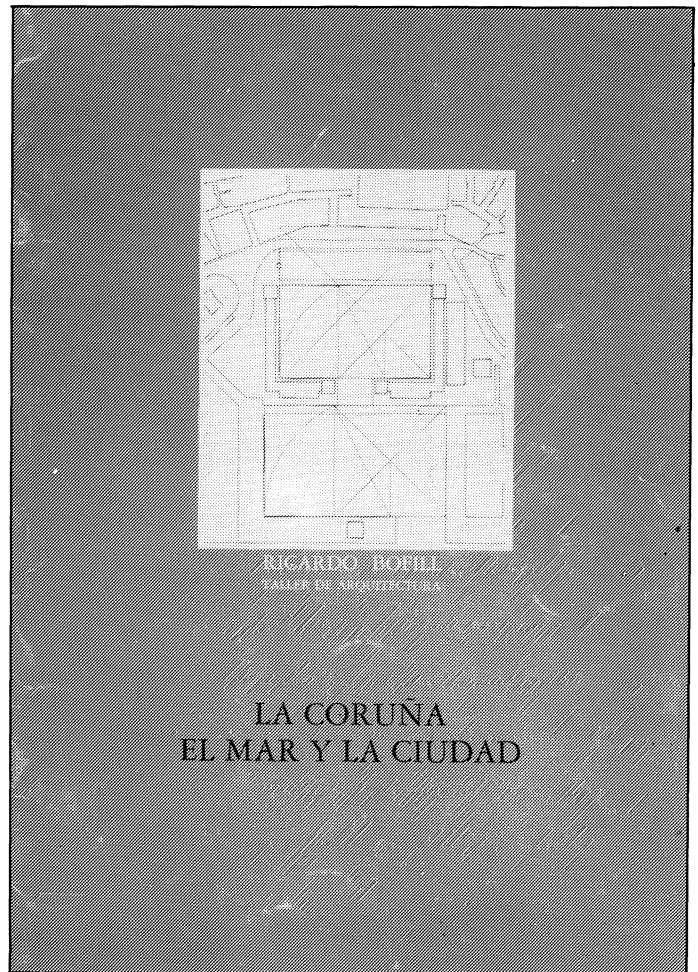 RICARDO BOFILL
TALLER DE ARQUITECTURA
LA CORUÑA
EL MAR Y LA CIUDAD